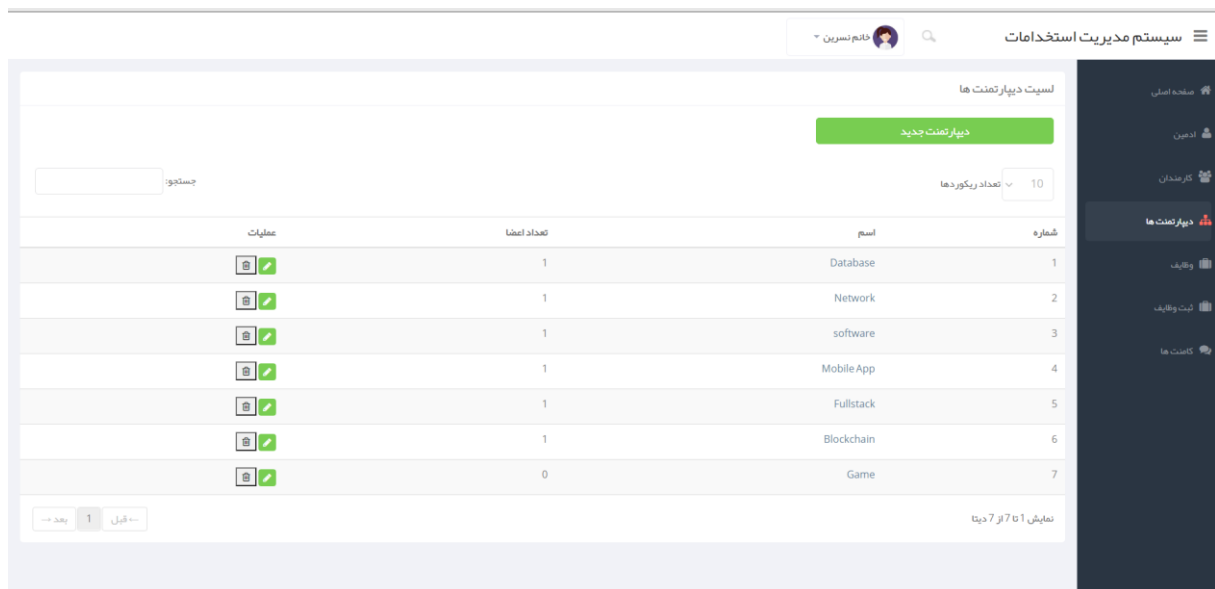 سیستم مدیریت استخدامات
خانم نسرین
صفحه اصلی
ادمین
کارمندان
دیپارتمنت ها
وظایف
ثبت وظایف
کامنت ها
لسیت دیپارتمنت ها
دیپارتمنت جدید
10 تعداد ریکوردها
جستجو:
شماره اسم تعداد اعضا عملیات
1 Database 1
2 Network 1
3 software 1
4 Mobile App 1
5 Fullstack 1
6 Blockchain 1
7 Game 0
نمایش 1 تا 7 از 7 دیتا
←قبل 1 بعد→